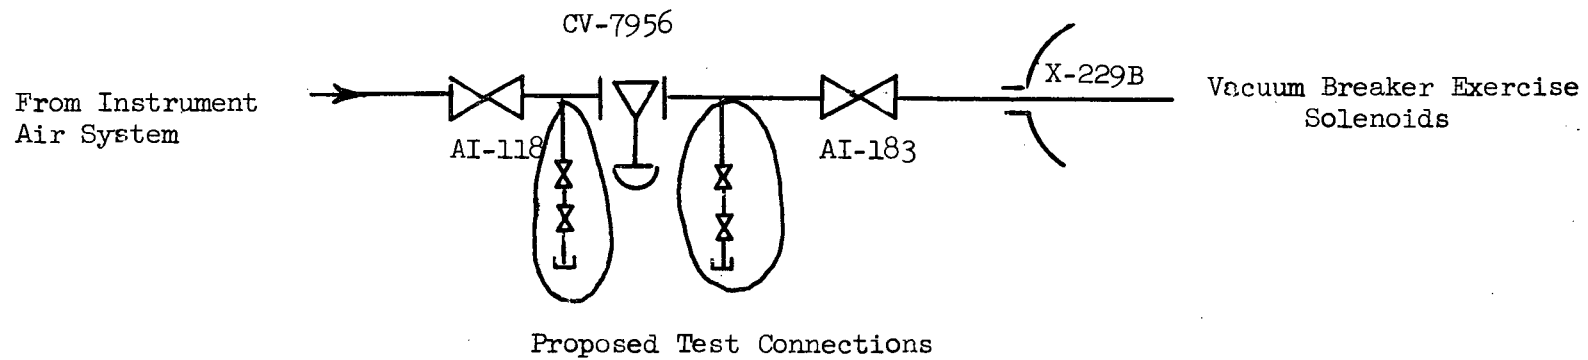 CV-7956
From Instrument
Air System
AI-118
AI-183
X-229B
Vacuum Breaker Exercise
Solenoids
Proposed Test Connections